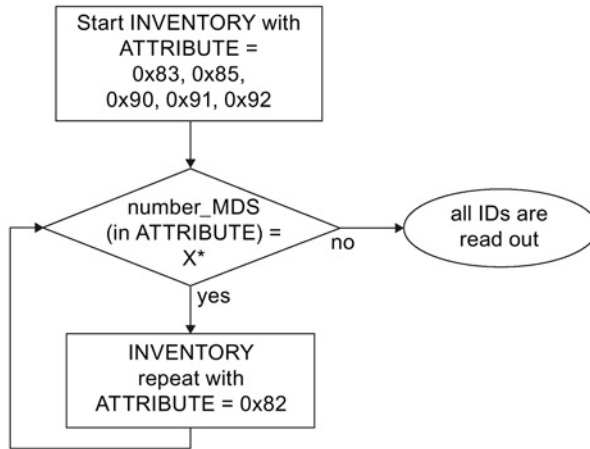 Start INVENTORY with
ATTRIBUTE =
0x83, 0x85,
0x90, 0x91, 0x92
number_MDS
(in ATTRIBUTE) =
X*
no
all IDs are
read out
yes
INVENTORY
repeat with
ATTRIBUTE = 0x82